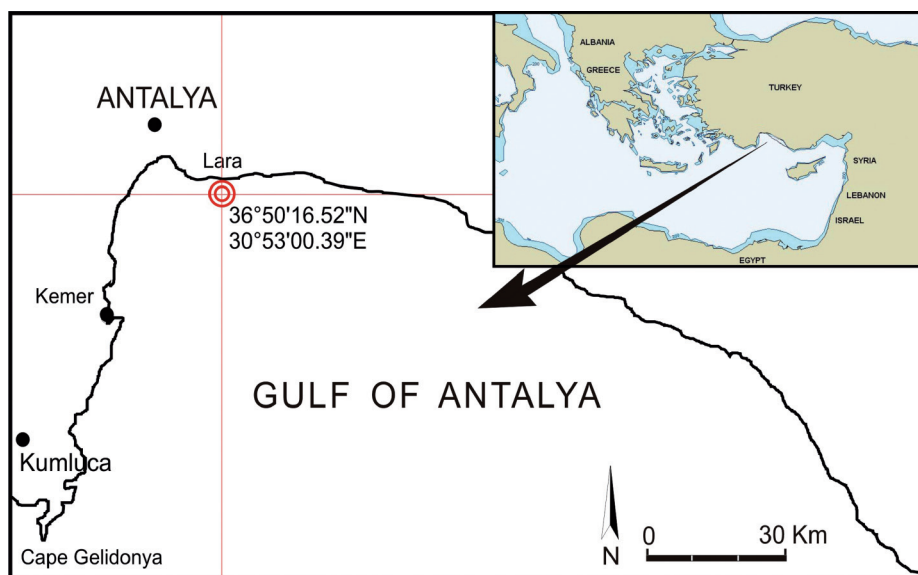 ANTALYA
Lara
36°50'16.52"N
30°53'00.39"E
Kemer
GULF OF ANTALYA
Kumluca
Cape Gelidonya
N
0 30 Km
ALBANIA
GREECE
TURKEY
SYRIA
LEBANON
ISRAEL
EGYPT